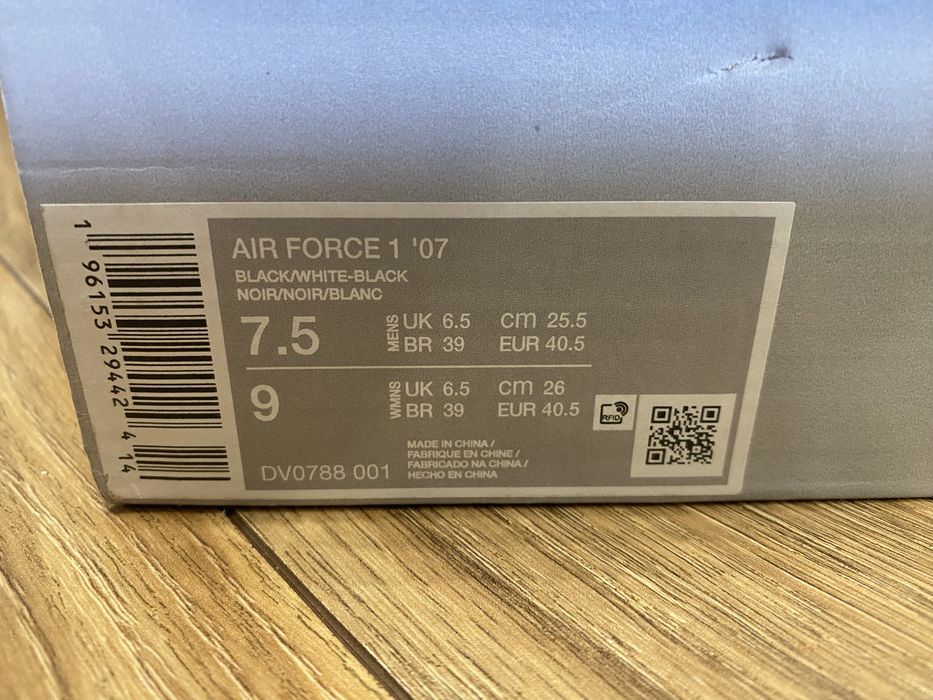 1 96153 29442 4 14
AIR FORCE 1 '07
BLACK/WHITE-BLACK
NOIR/NOIR/BLANC
7.5 MENS UK 6.5 cm 25.5
BR 39 EUR 40.5
9 WMNS UK 6.5 cm 26
BR 39 EUR 40.5
RFID
MADE IN CHINA /
FABRIQUE EN CHINE /
FABRICADO NA CHINA /
HECHO EN CHINA
DV0788 001